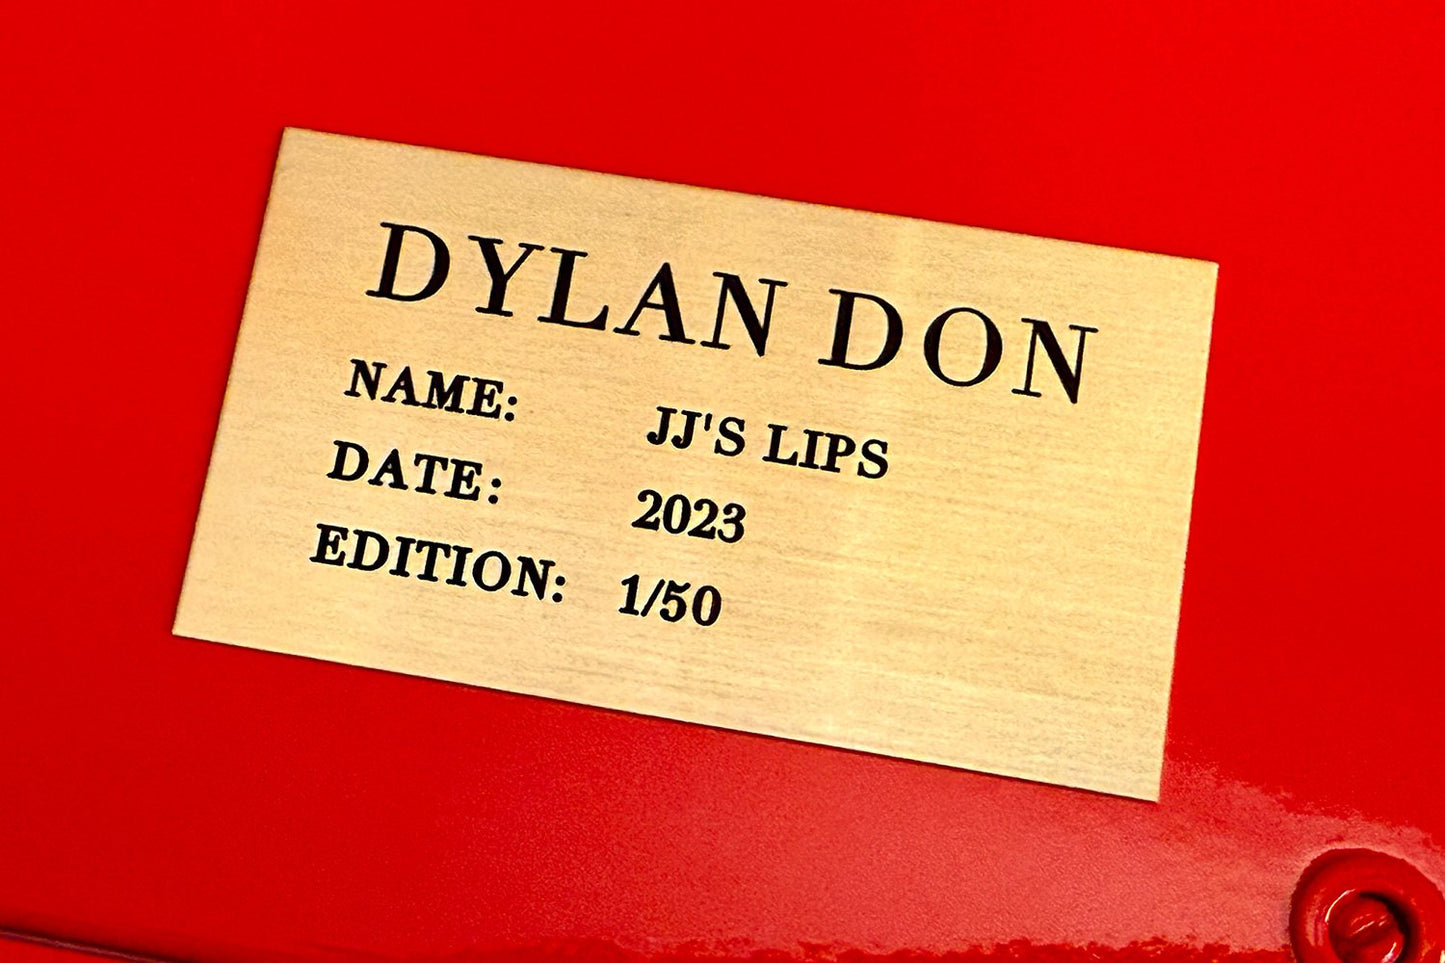 DYLAN DON
NAME: JJ'S LIPS
DATE: 2023
EDITION: 1/50